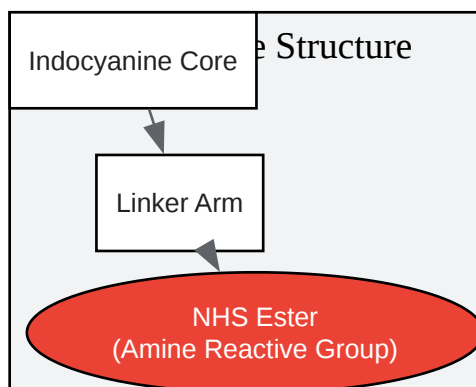 Structure
Indocyanine Core
Linker Arm
NHS Ester
(Amine Reactive Group)